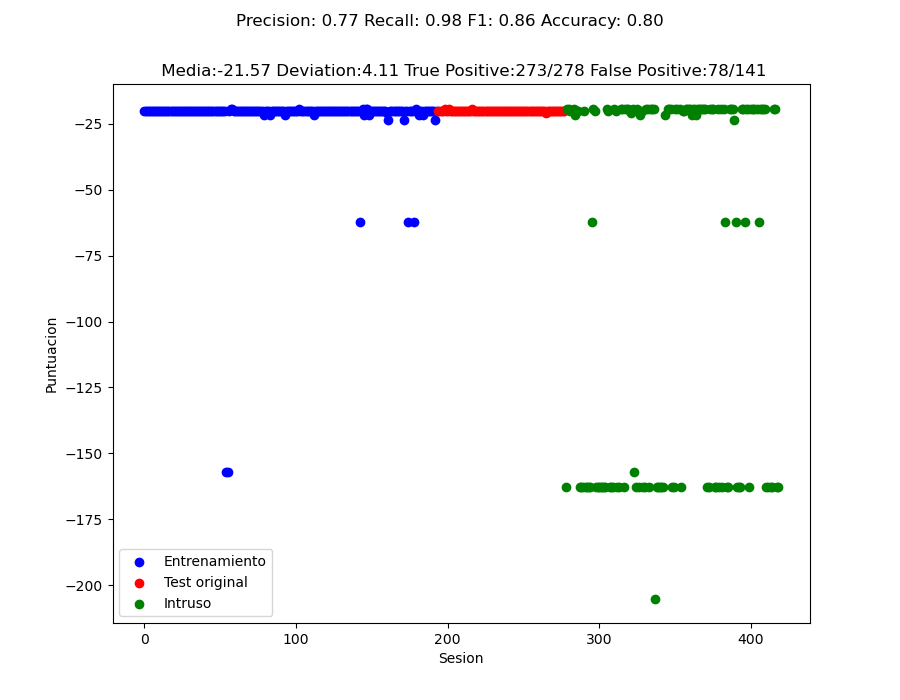 Precision: 0.77 Recall: 0.98 F1: 0.86 Accuracy: 0.80
Media:-21.57 Deviation:4.11 True Positive:273/278 False Positive:78/141
−25
−50
−75
−100
−125
−150
−175
−200
Puntuacion
Entrenamiento
Test original
Intruso
0 100 200 300 400
Sesion